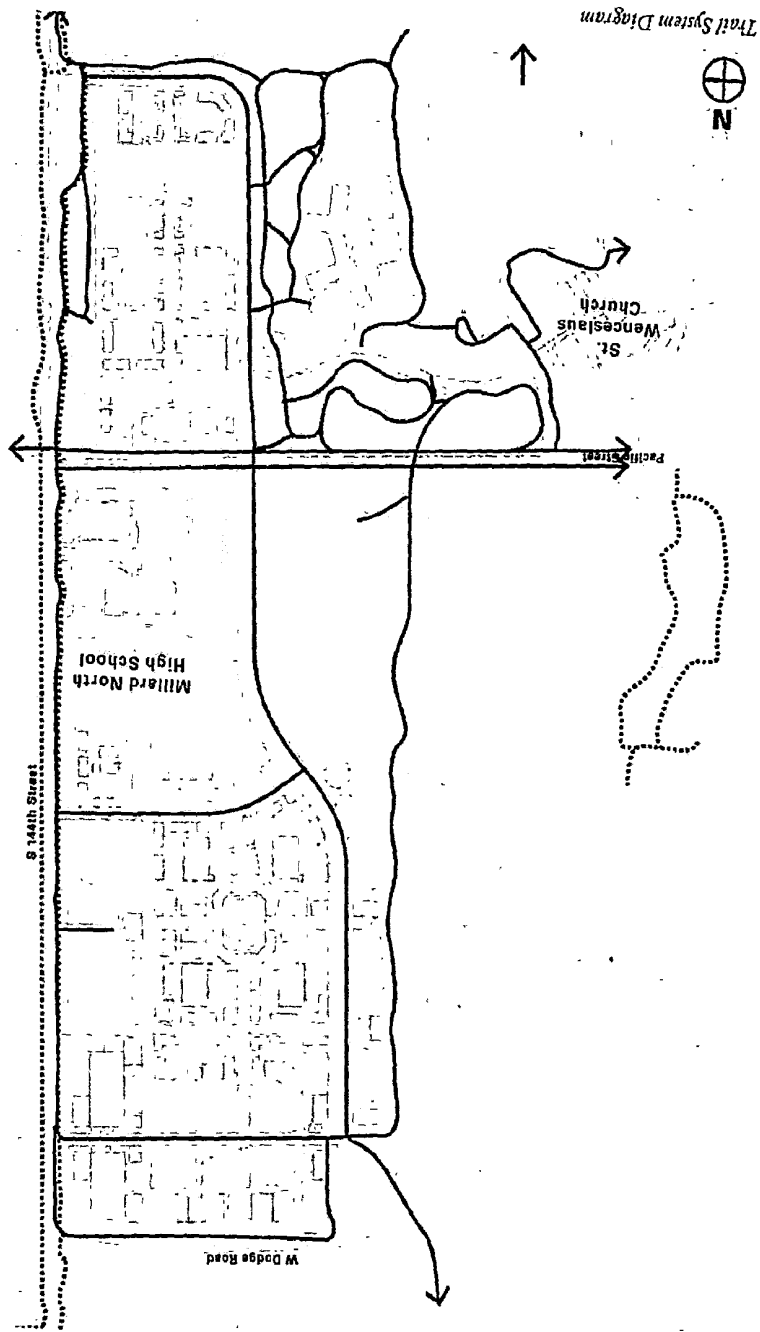 W Dodge Road
S 144th Street
Millard North
High School
Pacific Street
St.
Wenceslaus
Church
N
Trail System Diagram